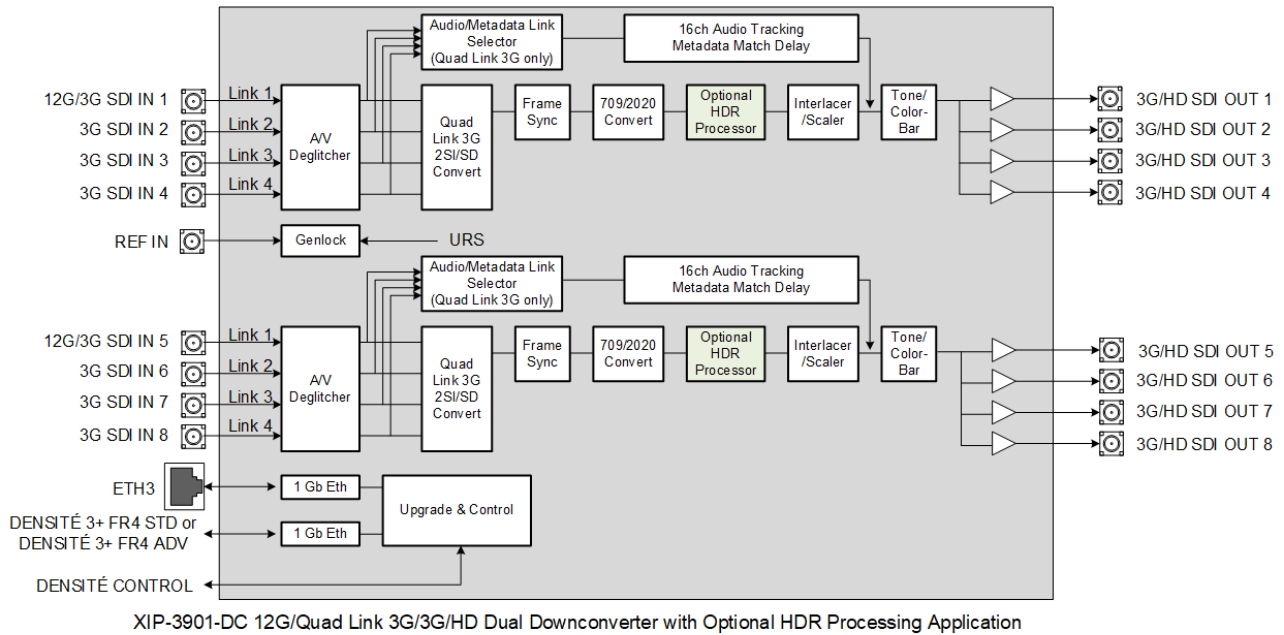 Audio/Metadata Link
Selector
(Quad Link 3G only)
16ch Audio Tracking
Metadata Match Delay
12G/3G SDI IN 1
3G SDI IN 2
3G SDI IN 3
3G SDI IN 4
Link 1
Link 2
Link 3
Link 4
A/V
Deglitcher
Quad
Link 3G
2SI/SD
Convert
Frame
Sync
709/2020
Convert
Optional
HDR
Processor
Interlacer
/Scaler
Tone/
Color-
Bar
3G/HD SDI OUT 1
3G/HD SDI OUT 2
3G/HD SDI OUT 3
3G/HD SDI OUT 4
REF IN
Genlock
URS
Audio/Metadata Link
Selector
(Quad Link 3G only)
16ch Audio Tracking
Metadata Match Delay
12G/3G SDI IN 5
3G SDI IN 6
3G SDI IN 7
3G SDI IN 8
Link 1
Link 2
Link 3
Link 4
A/V
Deglitcher
Quad
Link 3G
2SI/SD
Convert
Frame
Sync
709/2020
Convert
Optional
HDR
Processor
Interlacer
/Scaler
Tone/
Color-
Bar
3G/HD SDI OUT 5
3G/HD SDI OUT 6
3G/HD SDI OUT 7
3G/HD SDI OUT 8
ETH3
1 Gb Eth
Upgrade & Control
DENSITÉ 3+ FR4 STD or
DENSITÉ 3+ FR4 ADV
1 Gb Eth
DENSITÉ CONTROL
XIP-3901-DC 12G/Quad Link 3G/3G/HD Dual Downconverter with Optional HDR Processing Application